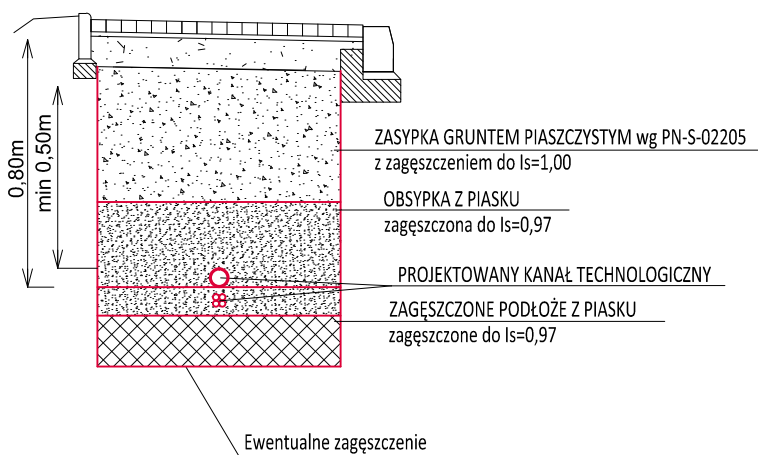 0,80m
min 0,50m
ZASYPKA GRUNTEM PIASZCZYSTYM wg PN-S-02205
z zagęszczeniem do Is=1,00
OBSYPKA Z PIASKU
zagęszczona do Is=0,97
PROJEKTOWANY KANAŁ TECHNOLOGICZNY
ZAGĘSZCZONE PODŁOŻE Z PIASKU
zagęszczone do Is=0,97
Ewentualne zagęszczenie